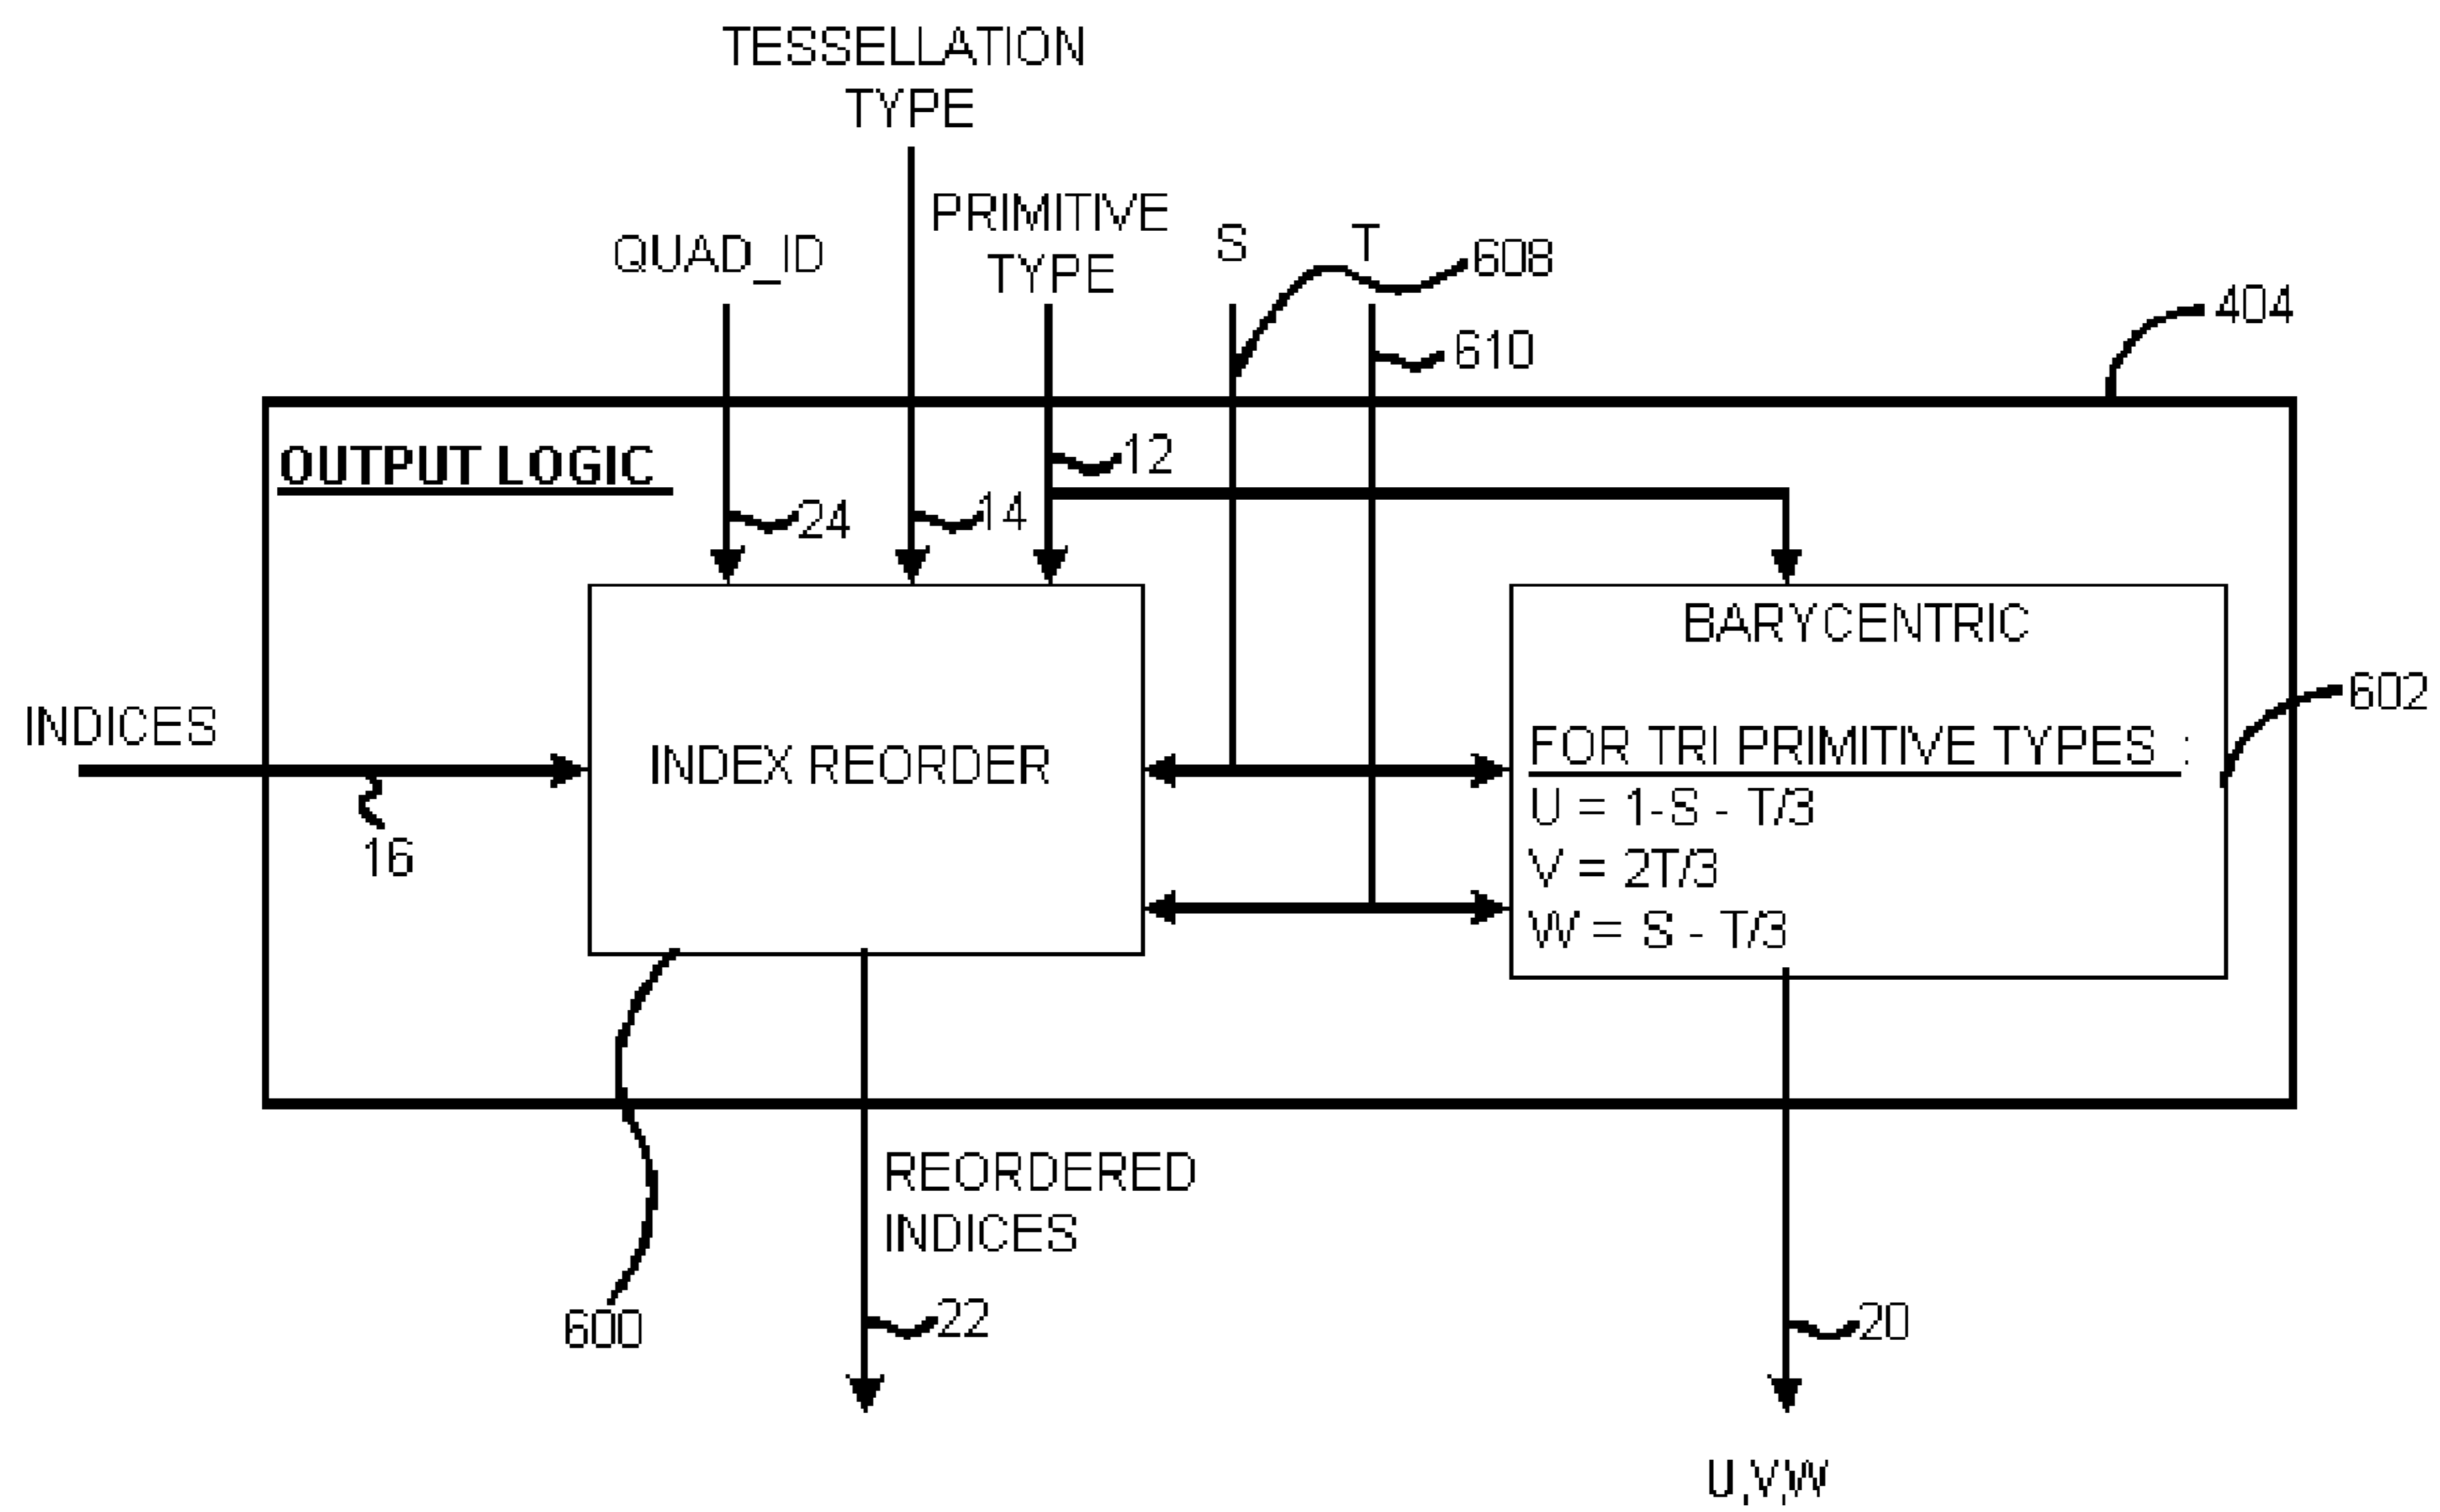 TESSELLATION
TYPE
PRIMITIVE
TYPE
QUAD_ID
S
T
608
610
404
OUTPUT LOGIC
12
24
14
INDICES
16
INDEX REORDER
BARYCENTRIC
FOR TRI PRIMITIVE TYPES :
U = 1-S - T/3
V = 2T/3
W = S - T/3
602
REORDERED
INDICES
600
22
20
U,V,W